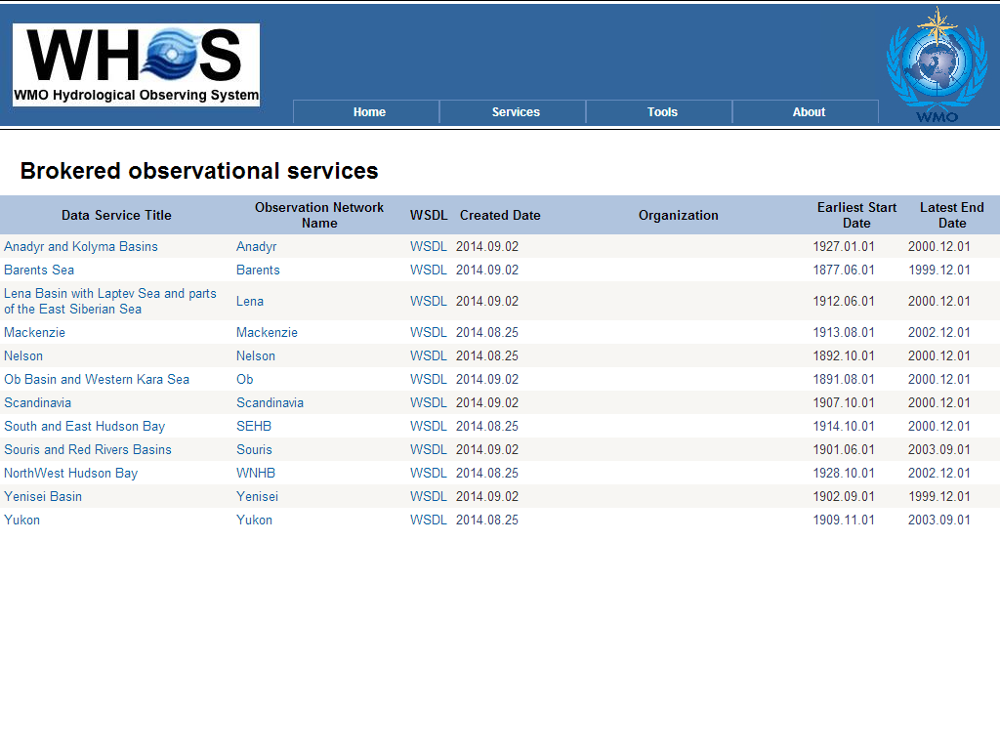 WHOS
WMO Hydrological Observing System
Home Services Tools About
WMO
Brokered observational services
Data Service Title Observation Network Name WSDL Created Date Organization Earliest Start Date Latest End Date
Anadyr and Kolyma Basins Anadyr WSDL 2014.09.02 1927.01.01 2000.12.01
Barents Sea Barents WSDL 2014.09.02 1877.06.01 1999.12.01
Lena Basin with Laptev Sea and parts
of the East Siberian Sea Lena WSDL 2014.09.02 1912.06.01 2000.12.01
Mackenzie Mackenzie WSDL 2014.08.25 1913.08.01 2002.12.01
Nelson Nelson WSDL 2014.08.25 1892.10.01 2000.12.01
Ob Basin and Western Kara Sea Ob WSDL 2014.09.02 1891.08.01 2000.12.01
Scandinavia Scandinavia WSDL 2014.09.02 1907.10.01 2000.12.01
South and East Hudson Bay SEHB WSDL 2014.08.25 1914.10.01 2000.12.01
Souris and Red Rivers Basins Souris WSDL 2014.09.02 1901.06.01 2003.09.01
NorthWest Hudson Bay WNHB WSDL 2014.08.25 1928.10.01 2002.12.01
Yenisei Basin Yenisei WSDL 2014.09.02 1902.09.01 1999.12.01
Yukon Yukon WSDL 2014.08.25 1909.11.01 2003.09.01